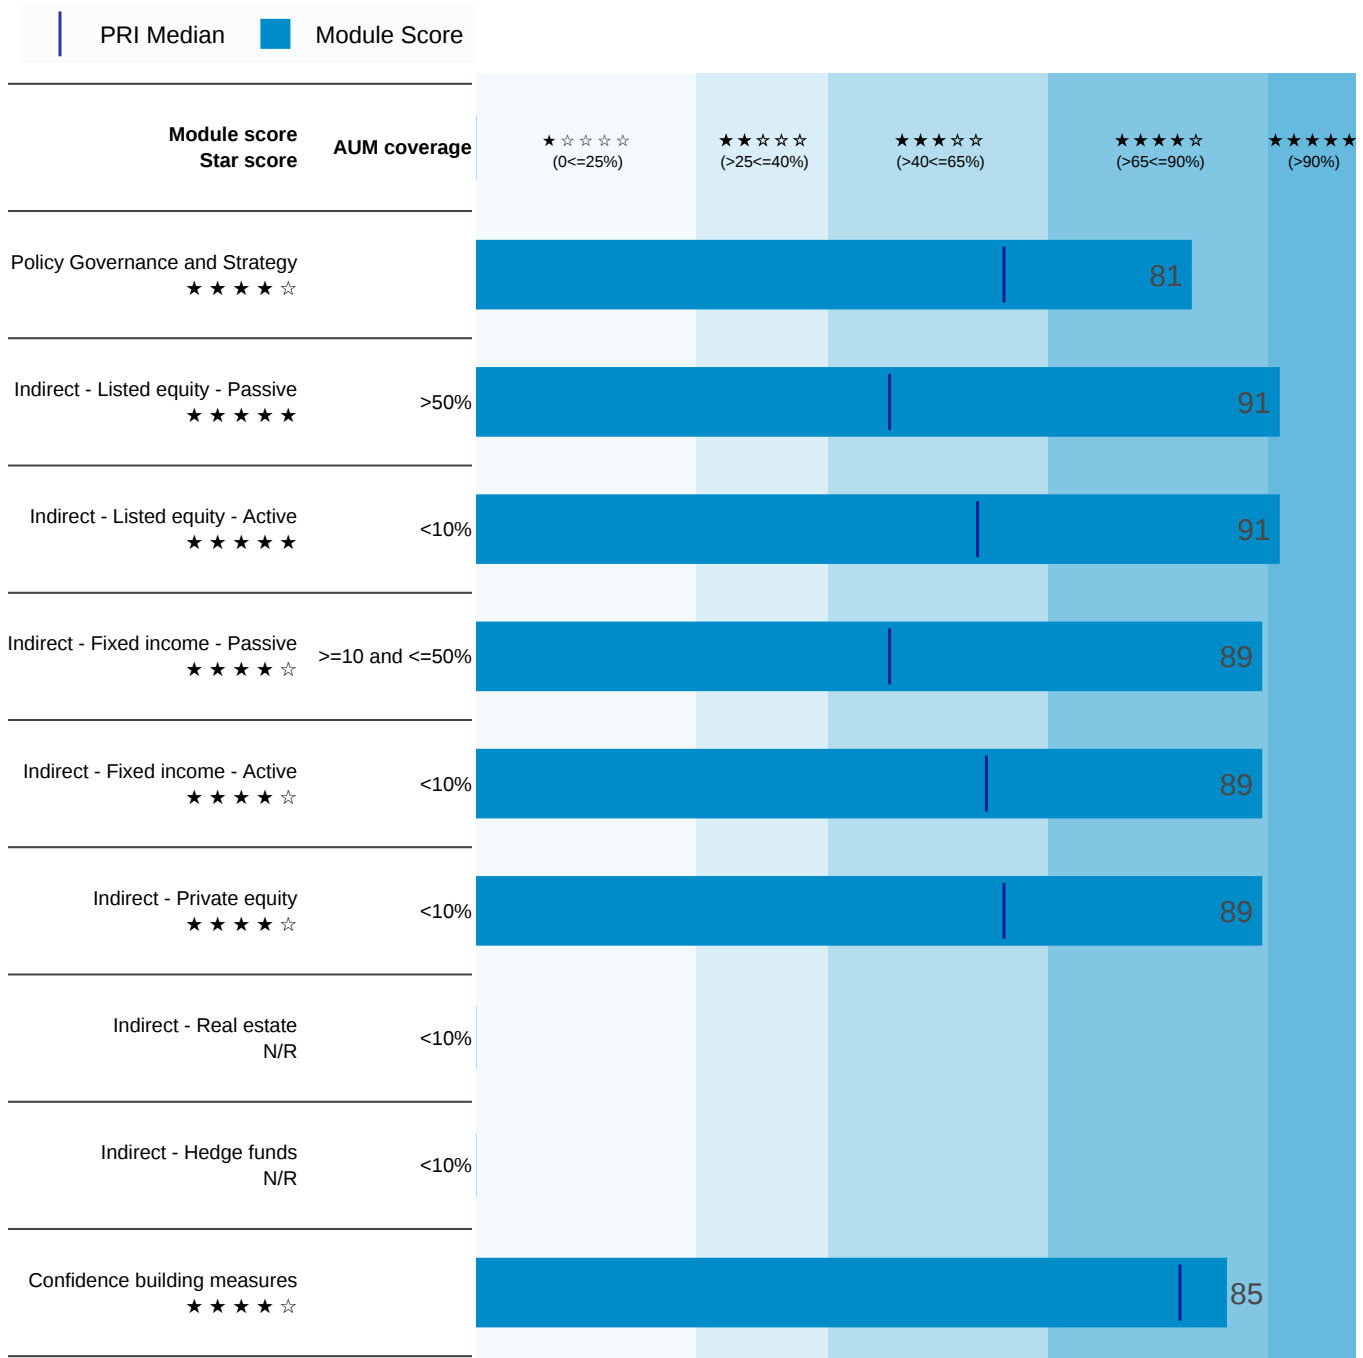 PRI Median Module Score
Module score
Star score
AUM coverage
★☆☆☆☆
(0<=25%)
★★☆☆☆
(>25<=40%)
★★★☆☆
(>40<=65%)
★★★★☆
(>65<=90%)
★★★★★
(>90%)
Policy Governance and Strategy
★★★★☆
81
Indirect - Listed equity - Passive
★★★★★
>50%
91
Indirect - Listed equity - Active
★★★★★
<10%
91
Indirect - Fixed income - Passive
★★★★☆
>=10 and <=50%
89
Indirect - Fixed income - Active
★★★★☆
<10%
89
Indirect - Private equity
★★★★☆
<10%
89
Indirect - Real estate
N/R
<10%
Indirect - Hedge funds
N/R
<10%
Confidence building measures
★★★★☆
85